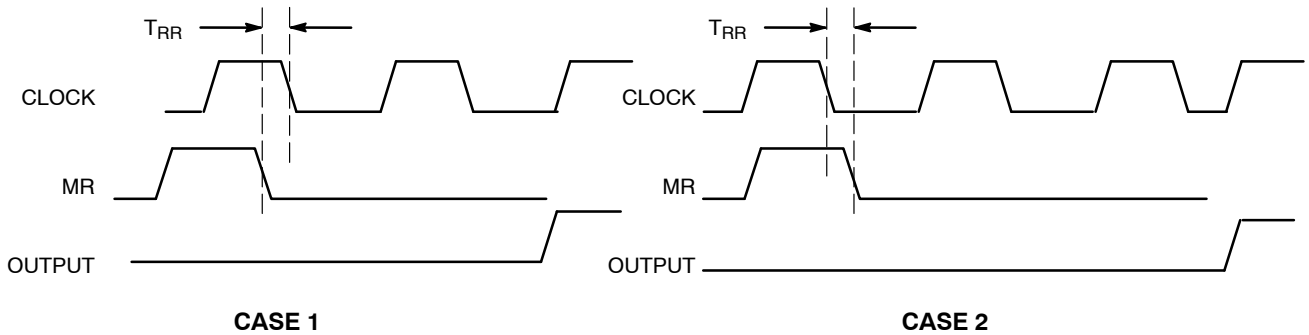 T_RR T_RR
CLOCK CLOCK
MR MR
OUTPUT OUTPUT
CASE 1 CASE 2